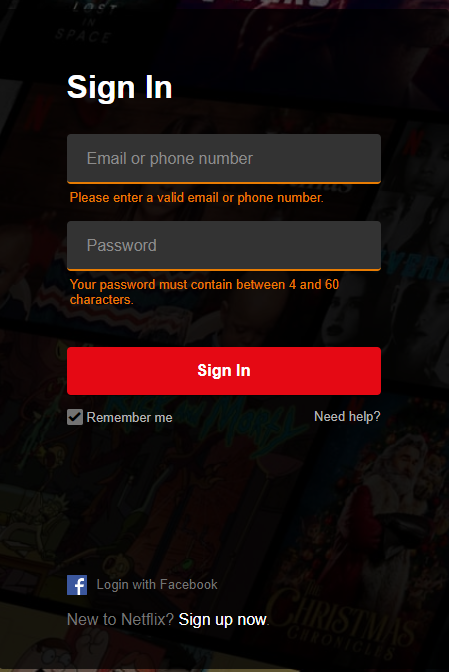 LOST
IN
SPACE
Sign In
Email or phone number
Please enter a valid email or phone number.
Password
Your password must contain between 4 and 60
characters.
Sign In
Remember me
Need help?
Login with Facebook
New to Netflix? Sign up now.
CHRISTMAS
CHRONICLES